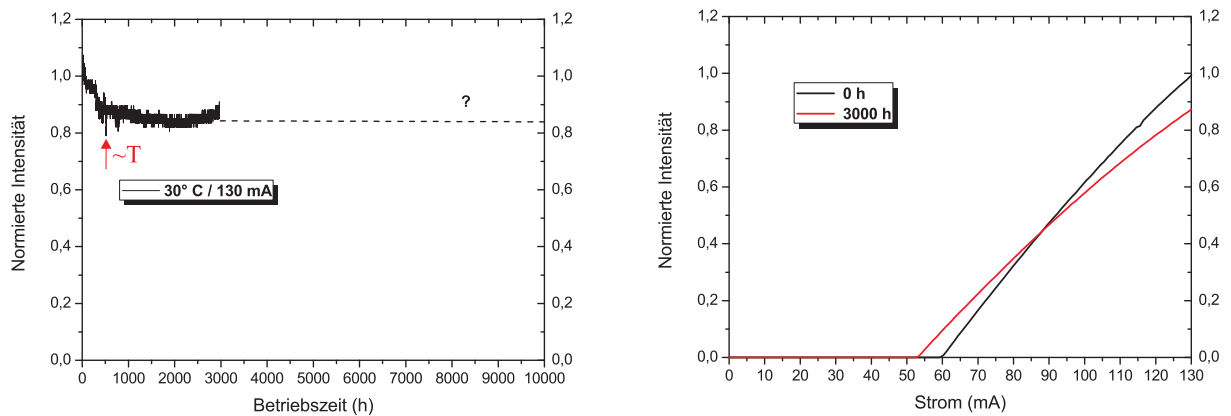 1,2
1,0
0,8
0,6
0,4
0,2
0,0
Normierte Intensität
?
~T
30° C / 130 mA
1,2
1,0
0,8
0,6
0,4
0,2
0,0
0 1000 2000 3000 4000 5000 6000 7000 8000 9000 10000
Betriebszeit (h)
1,2
1,0
0,8
0,6
0,4
0,2
0,0
Normierte Intensität
0 h
3000 h
1,2
1,0
0,8
0,6
0,4
0,2
0,0
0 10 20 30 40 50 60 70 80 90 100 110 120 130
Strom (mA)